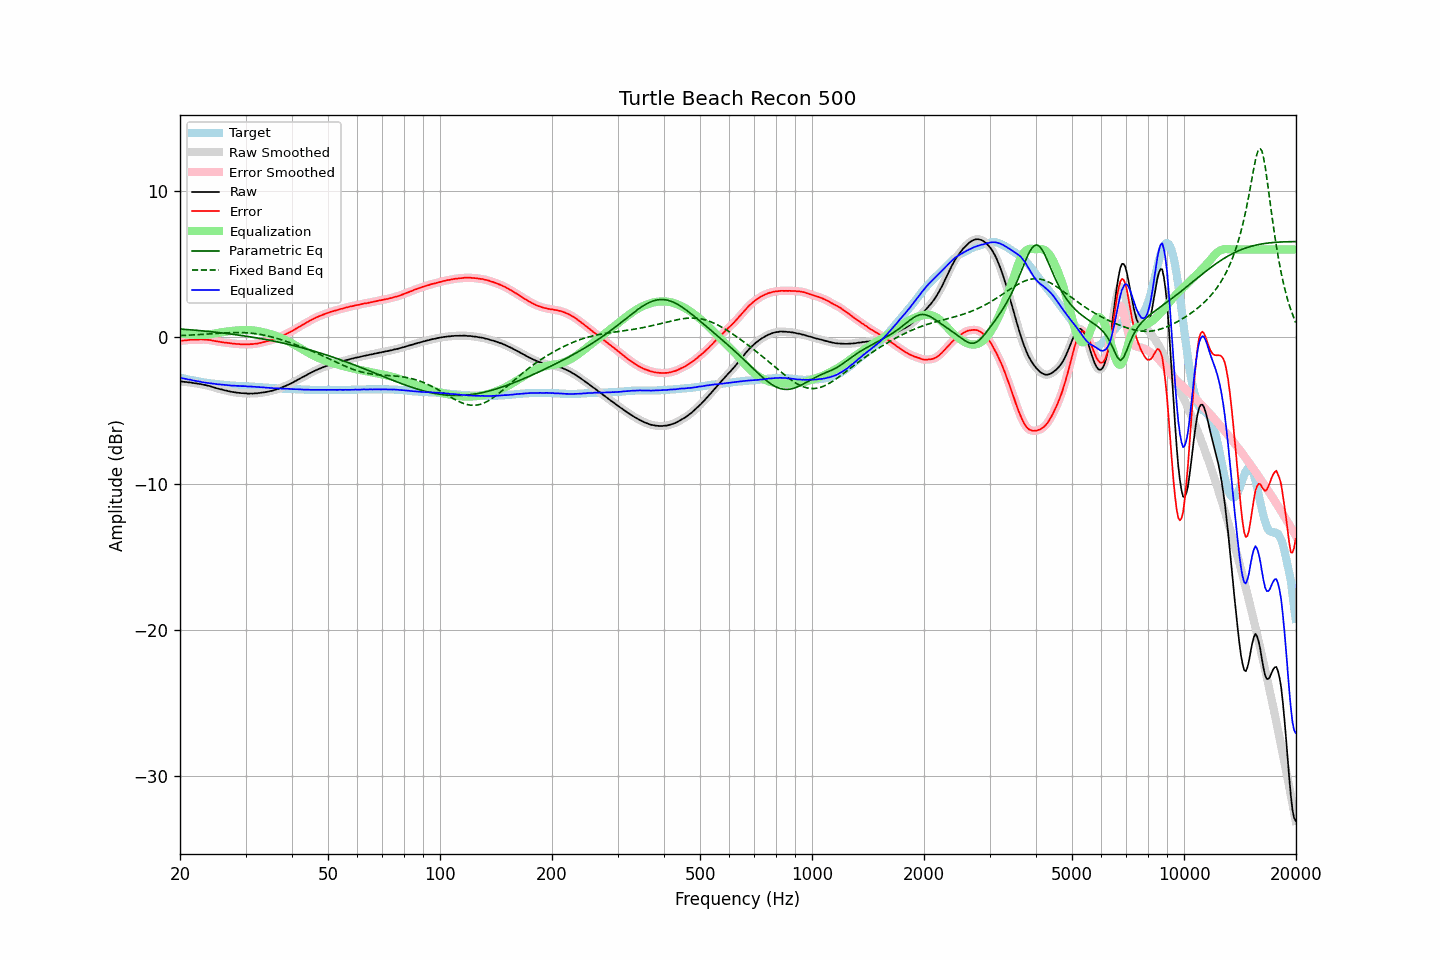 Turtle Beach Recon 500
Target
Raw Smoothed
Error Smoothed
Raw
Error
Equalization
Parametric Eq
Fixed Band Eq
Equalized
10
0
−10
−20
−30
Amplitude (dBr)
20 50 100 200 500 1000 2000 5000 10000 20000
Frequency (Hz)